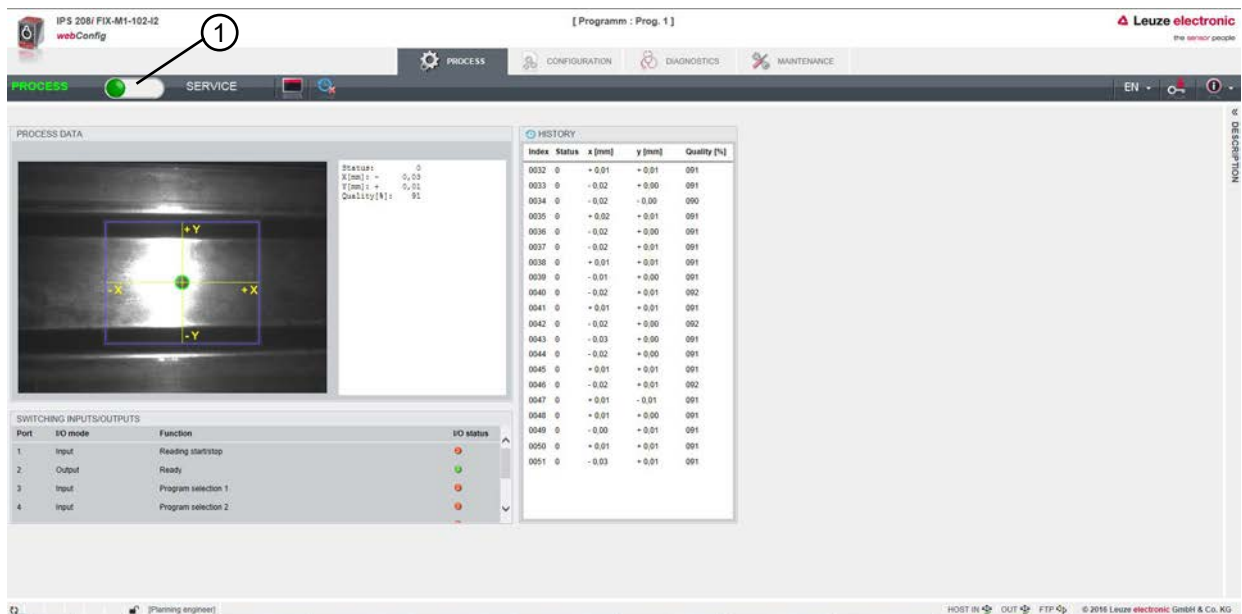 IPS 208i FIX-M1-102-I2
webConfig
1
[ Programm : Prog. 1 ]
Leuze electronic
the sensor people
PROCESS
CONFIGURATION
DIAGNOSTICS
MAINTENANCE
PROCESS
SERVICE
EN
« DESCRIPTION
PROCESS DATA
+Y
-X
+X
-Y
Status: 0
X[mm]: - 0,03
Y[mm]: + 0,01
Quality[%]: 91
HISTORY
Index Status x [mm] y [mm] Quality [%]
0032 0 + 0,01 + 0,01 091
0033 0 - 0,02 + 0,00 091
0034 0 - 0,02 - 0,00 090
0035 0 + 0,02 + 0,01 091
0036 0 - 0,02 + 0,00 091
0037 0 - 0,02 + 0,01 091
0038 0 + 0,01 + 0,01 091
0039 0 - 0,01 + 0,00 091
0040 0 - 0,02 + 0,01 092
0041 0 + 0,01 + 0,01 091
0042 0 - 0,02 + 0,00 092
0043 0 - 0,03 + 0,00 091
0044 0 - 0,02 + 0,00 091
0045 0 + 0,01 + 0,01 091
0046 0 - 0,02 + 0,01 092
0047 0 + 0,01 - 0,01 091
0048 0 + 0,01 + 0,00 091
0049 0 - 0,00 + 0,01 091
0050 0 + 0,01 + 0,01 091
0051 0 - 0,03 + 0,01 091
SWITCHING INPUTS/OUTPUTS
Port I/O mode Function I/O status
1 Input Reading start/stop
2 Output Ready
3 Input Program selection 1
4 Input Program selection 2
[Planning engineer]
HOST IN OUT FTP © 2016 Leuze electronic GmbH & Co. KG